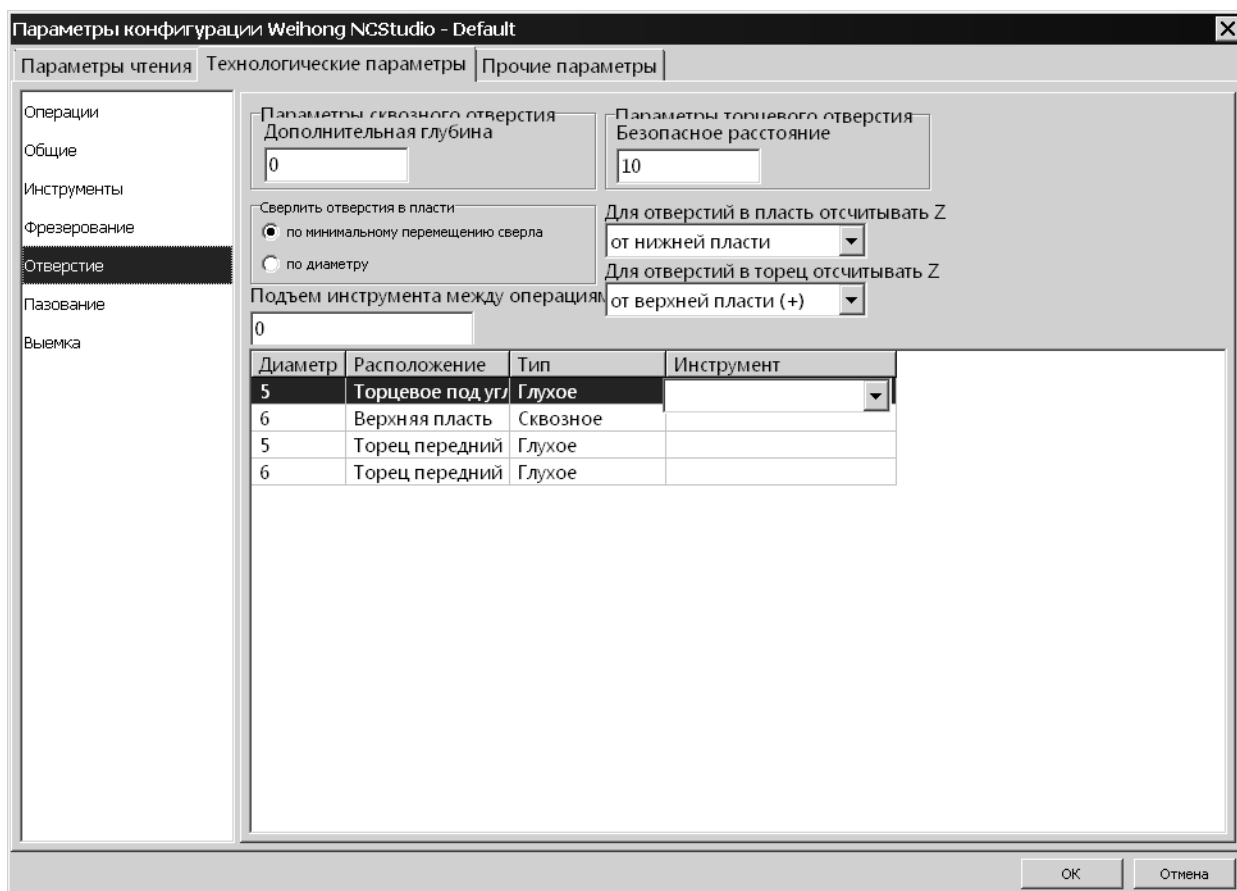 Параметры конфигурации Weihong NCStudio - Default
Параметры чтения Технологические параметры Прочие параметры
Операции
Общие
Инструменты
Фрезерование
Отверстие
Пазование
Выемка
Параметры сквозного отверстия
Дополнительная глубина
0
Параметры торцевого отверстия
Безопасное расстояние
10
Сверлить отверстия в пласти
по минимальному перемещению сверла
по диаметру
Для отверстий в пласть отсчитывать Z
от нижней пласти
Для отверстий в торец отсчитывать Z
от верхней пласти (+)
Подъем инструмента между операциям
0
Диаметр Расположение Тип Инструмент
5 Торцевое под угл Глухое
6 Верхняя пласть Сквозное
5 Торец передний Глухое
6 Торец передний Глухое
ОК Отмена